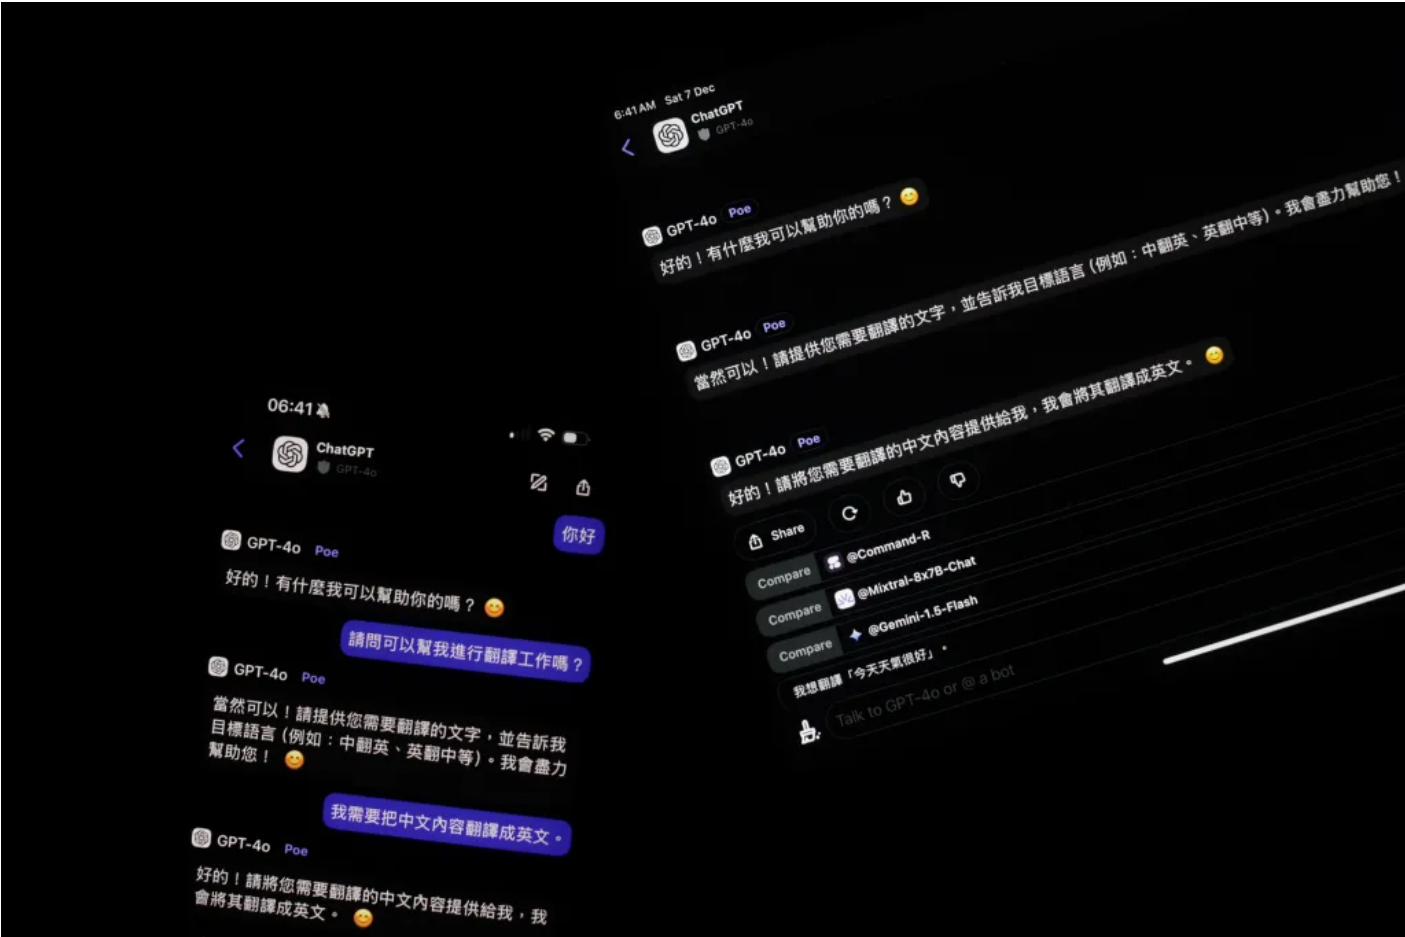 6:41AM Sat 7 Dec
ChatGPT
GPT-4o
GPT-4o Poe
好的！有什麼我可以幫助你的嗎？😊
GPT-4o Poe
當然可以！請提供您需要翻譯的文字，並告訴我目標語言 (例如：中翻英、英翻中等)。我會盡力幫助您！
GPT-4o Poe
好的！請將您需要翻譯的中文內容提供給我，我會將其翻譯成英文。😊
Share
Compare @Command-R
Compare @Mixtral-8x7B-Chat
Compare @Gemini-1.5-Flash
我想翻譯「今天天氣很好」。
Talk to GPT-4o or @ a bot
06:41
ChatGPT
GPT-4o
你好
GPT-4o Poe
好的！有什麼我可以幫助你的嗎？😊
請問可以幫我進行翻譯工作嗎？
GPT-4o Poe
當然可以！請提供您需要翻譯的文字，並告訴我
目標語言 (例如：中翻英、英翻中等)。我會盡力
幫助您！😊
我需要把中文內容翻譯成英文。
GPT-4o Poe
好的！請將您需要翻譯的中文內容提供給我，我
會將其翻譯成英文。😊